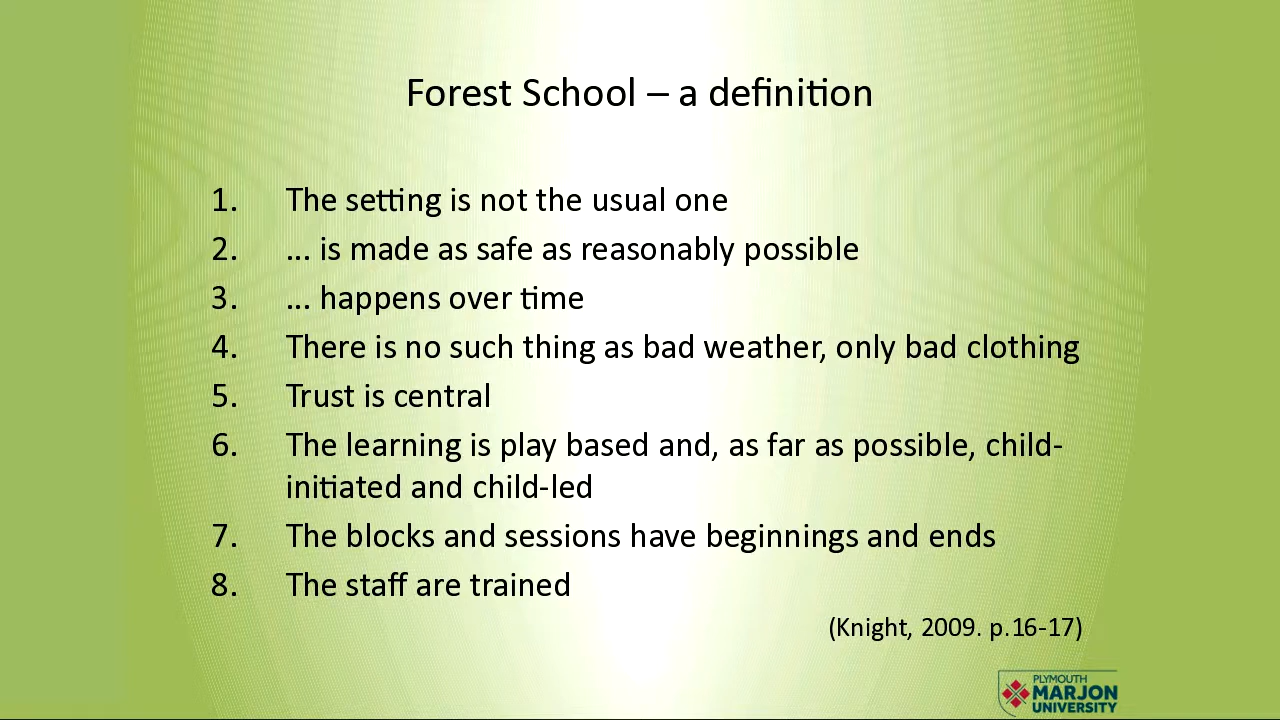 Forest School – a definition
1. The setting is not the usual one
2. ... is made as safe as reasonably possible
3. ... happens over time
4. There is no such thing as bad weather, only bad clothing
5. Trust is central
6. The learning is play based and, as far as possible, child-
initiated and child-led
7. The blocks and sessions have beginnings and ends
8. The staff are trained
(Knight, 2009. p.16-17)
PLYMOUTH
MARJON
UNIVERSITY